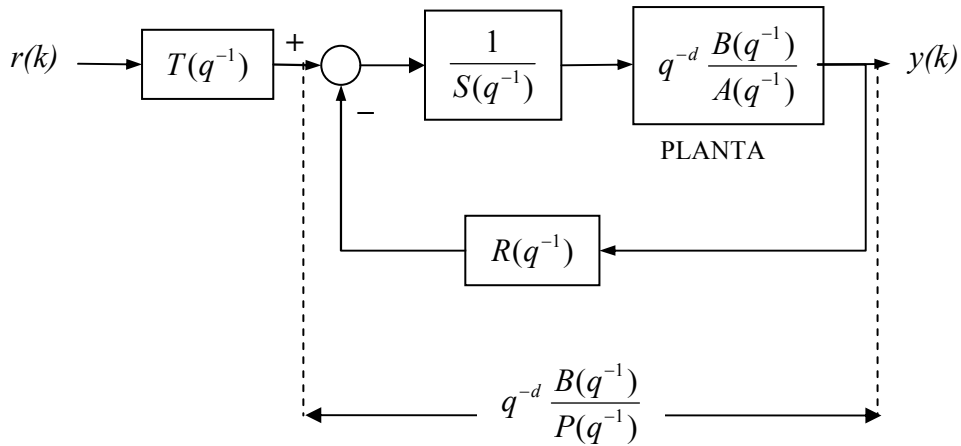 r(k)
T(q⁻¹)
+
−
1
S(q⁻¹)
q⁻ᵈ B(q⁻¹)
A(q⁻¹)
y(k)
PLANTA
R(q⁻¹)
q⁻ᵈ B(q⁻¹)
P(q⁻¹)